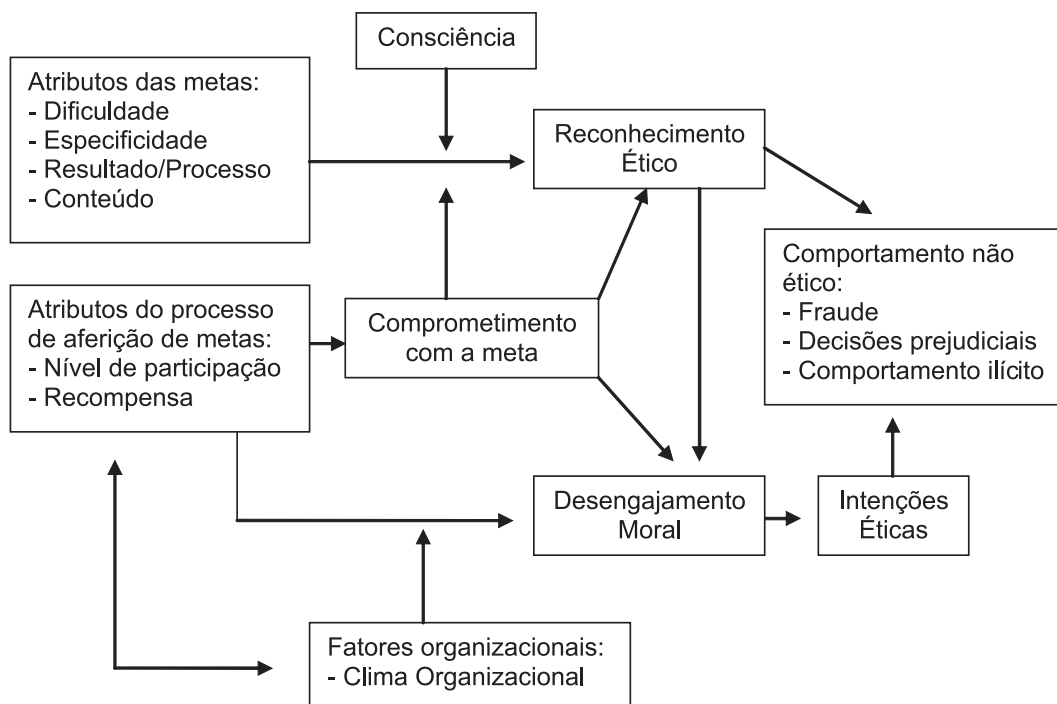 Consciência
Atributos das metas:
- Dificuldade
- Especificidade
- Resultado/Processo
- Conteúdo
Reconhecimento
Ético
Comportamento não
ético:
- Fraude
- Decisões prejudiciais
- Comportamento ilícito
Atributos do processo
de aferição de metas:
- Nível de participação
- Recompensa
Comprometimento
com a meta
Desengajamento
Moral
Intenções
Éticas
Fatores organizacionais:
- Clima Organizacional